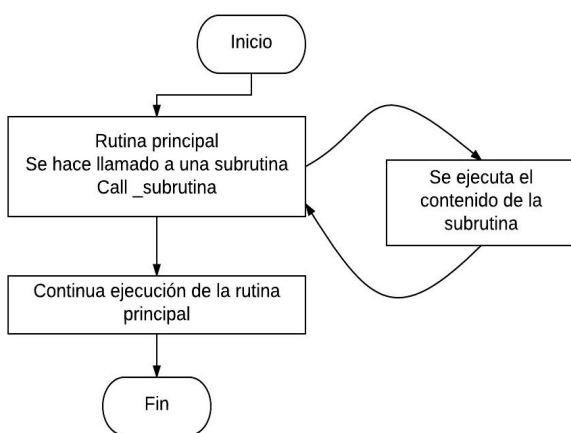 Inicio
Rutina principal
Se hace llamado a una subrutina
Call _subrutina
Se ejecuta el
contenido de la
subrutina
Continua ejecución de la rutina
principal
Fin